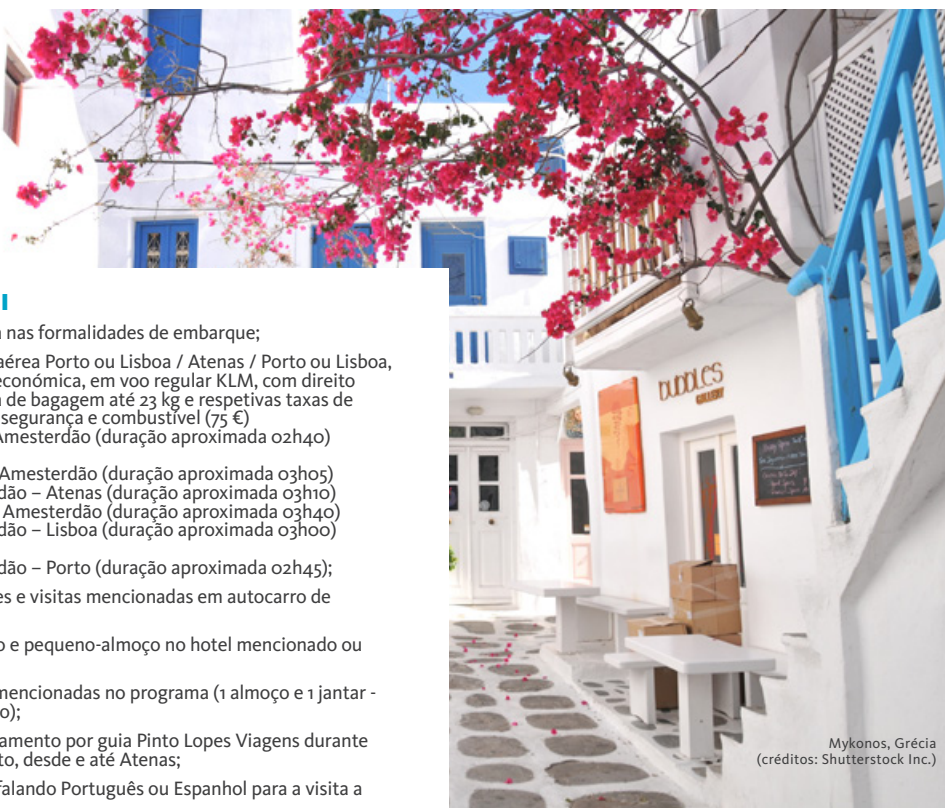 I
nas formalidades de embarque;
aérea Porto ou Lisboa / Atenas / Porto ou Lisboa,
económica, em voo regular KLM, com direito
de bagagem até 23 kg e respetivas taxas de
segurança e combustível (75 €)
Amesterdão (duração aproximada 02h40)
Amesterdão (duração aproximada 03h05)
dão – Atenas (duração aproximada 03h10)
Amesterdão (duração aproximada 03h40)
dão – Lisboa (duração aproximada 03h00)
dão – Porto (duração aproximada 02h45);
es e visitas mencionadas em autocarro de
o e pequeno-almoço no hotel mencionado ou
mencionadas no programa (1 almoço e 1 jantar -
o);
amento por guia Pinto Lopes Viagens durante
to, desde e até Atenas;
falando Português ou Espanhol para a visita a
BUBBLES
GALLERY
Mykonos, Grécia
(créditos: Shutterstock Inc.)